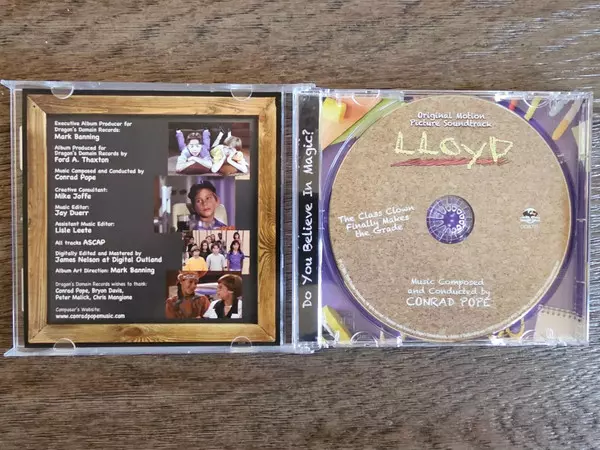 Executive Album Producer for
Dragon's Domain Records:
Mark Banning
Album Produced for
Dragon's Domain Records by
Ford A. Thaxton
Music Composed and Conducted by
Conrad Pope
Creative Consultant:
Mike Joffe
Music Editor:
Jay Duerr
Assistant Music Editor:
Lisle Leete
All tracks ASCAP
Digitally Edited and Mastered by
James Nelson at Digital Outland
Album Art Direction: Mark Banning
Dragon's Domain Records wishes to thank:
Conrad Pope, Bryon Davis,
Peter Malick, Chris Mangione
Composer's Website:
www.conradpopemusic.com
Do You Believe In Magic?
Original Motion
Picture Soundtrack
LLOYD
The Class Clown
Finally Makes
the Grade
Music Composed
and Conducted by
CONRAD POPE